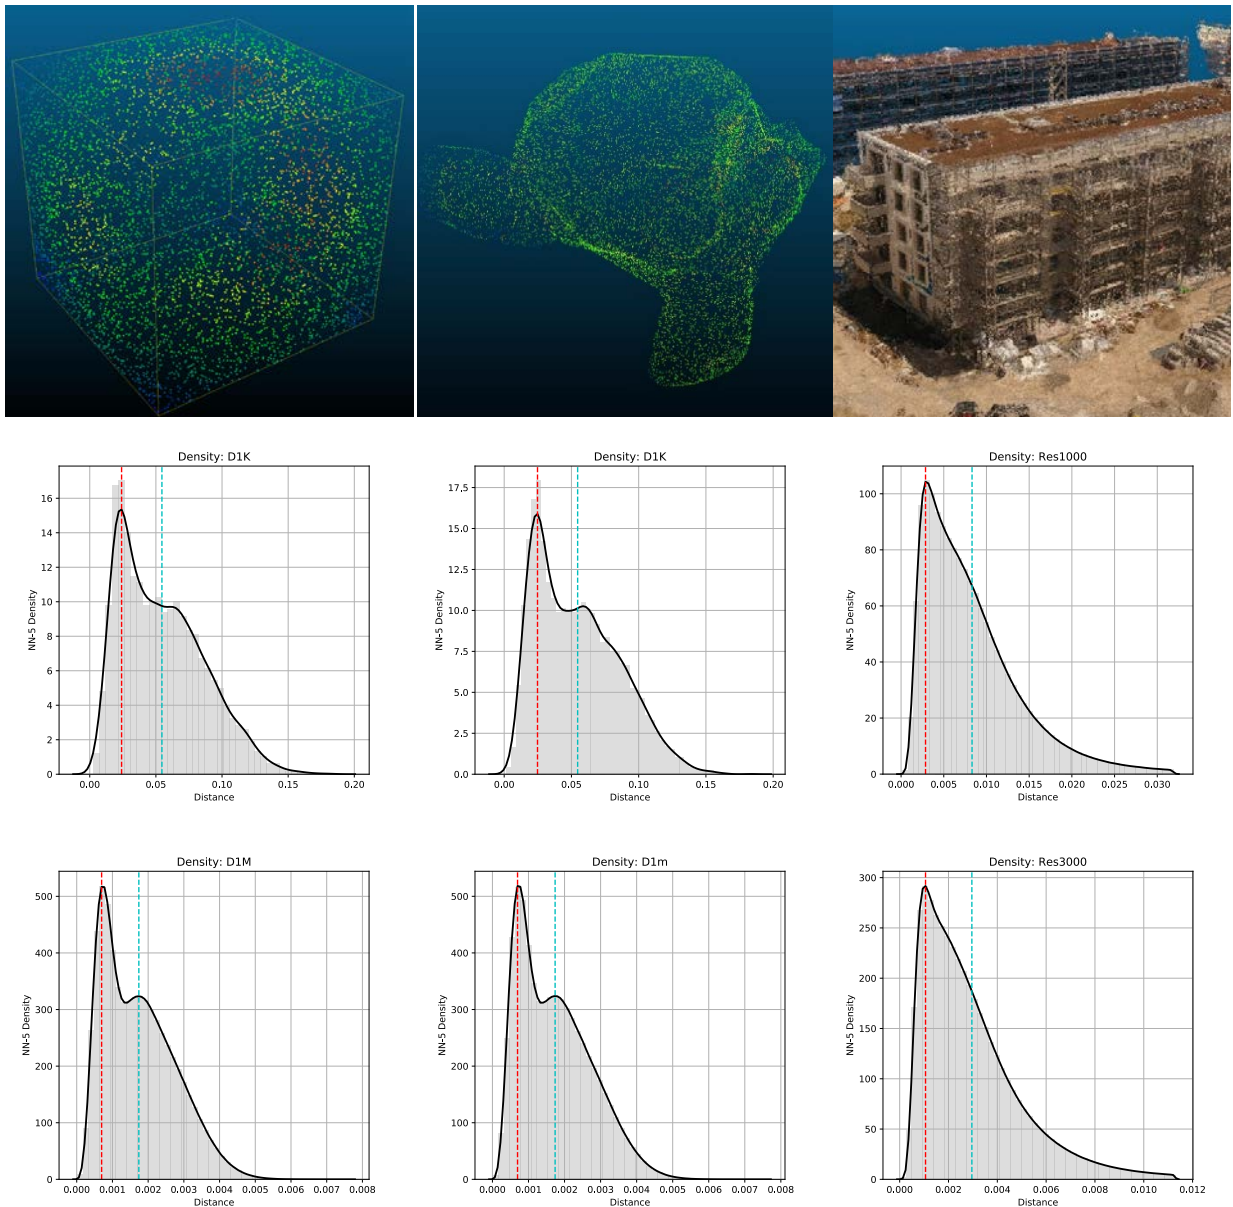 Density: D1K
NN-5 Density
16
14
12
10
8
6
4
2
0
0.00 0.05 0.10 0.15 0.20
Distance
Density: D1K
NN-5 Density
17,5
15.0
12.5
10.0
7.5
5.0
2.5
0.0
0.00 0.05 0.10 0.15 0.20
Distance
Density: Res1000
NN-5 Density
100
80
60
40
20
0
0.000 0.005 0.010 0.015 0.020 0.025 0.030
Distance
Density: D1M
NN-5 Density
500
400
300
200
100
0
0.000 0.001 0.002 0.003 0.004 0.005 0.006 0.007 0.008
Distance
Density: D1m
NN-5 Density
500
400
300
200
100
0
0.000 0.001 0.002 0.003 0.004 0.005 0.006 0.007 0.008
Distance
Density: Res3000
NN-5 Density
300
250
200
150
100
50
0
0.000 0.002 0.004 0.006 0.008 0.010 0.012
Distance